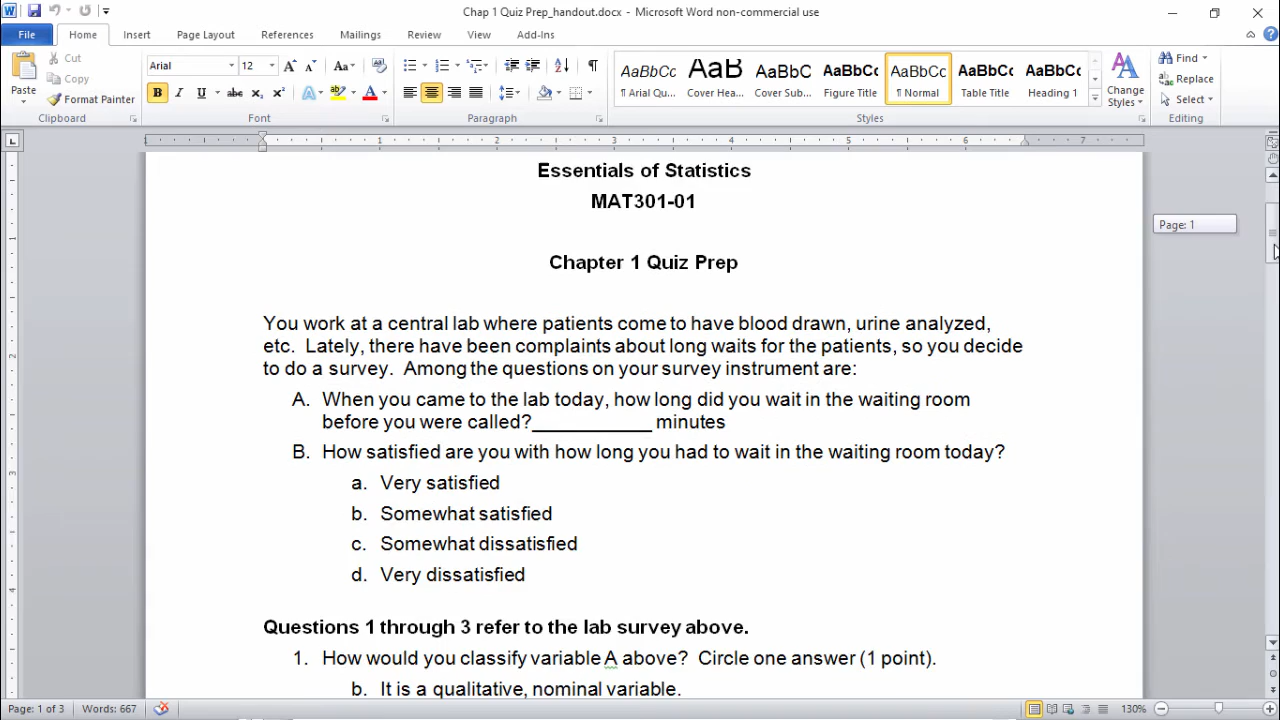 Chap 1 Quiz Prep_handout.docx - Microsoft Word non-commercial use
File Home Insert Page Layout References Mailings Review View Add-Ins
Paste
Cut
Copy
Format Painter
Clipboard
Arial 12
Font
Paragraph
AaBbCc AaB AaBbC AaBbCc AaBbCc AaBbCc AaBbCc
¶ Arial Qu... Cover Hea... Cover Sub... Figure Title ¶ Normal Table Title Heading 1
Change Styles
Styles
Find
Replace
Select
Editing
1 2 3 4 5 6 7
Essentials of Statistics
MAT301-01
Page: 1
Chapter 1 Quiz Prep
You work at a central lab where patients come to have blood drawn, urine analyzed,
etc. Lately, there have been complaints about long waits for the patients, so you decide
to do a survey. Among the questions on your survey instrument are:
A. When you came to the lab today, how long did you wait in the waiting room
before you were called?___________ minutes
B. How satisfied are you with how long you had to wait in the waiting room today?
a. Very satisfied
b. Somewhat satisfied
c. Somewhat dissatisfied
d. Very dissatisfied
Questions 1 through 3 refer to the lab survey above.
1. How would you classify variable A above? Circle one answer (1 point).
b. It is a qualitative, nominal variable.
Page: 1 of 3 Words: 667 130%